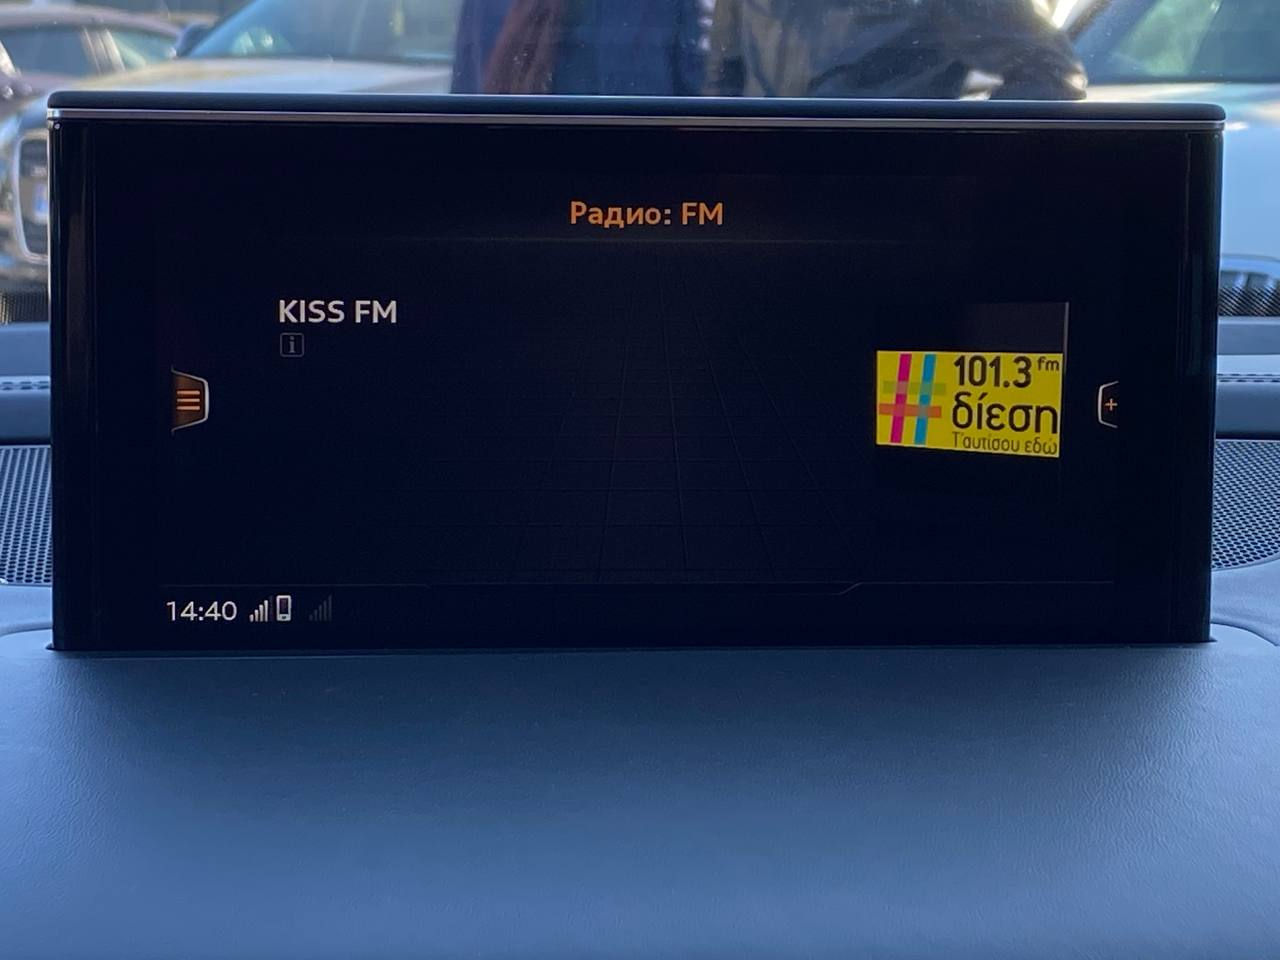 Радио: FM
KISS FM
i
101.3 fm
δίεση
Τ'αυτίσου εδώ
14:40